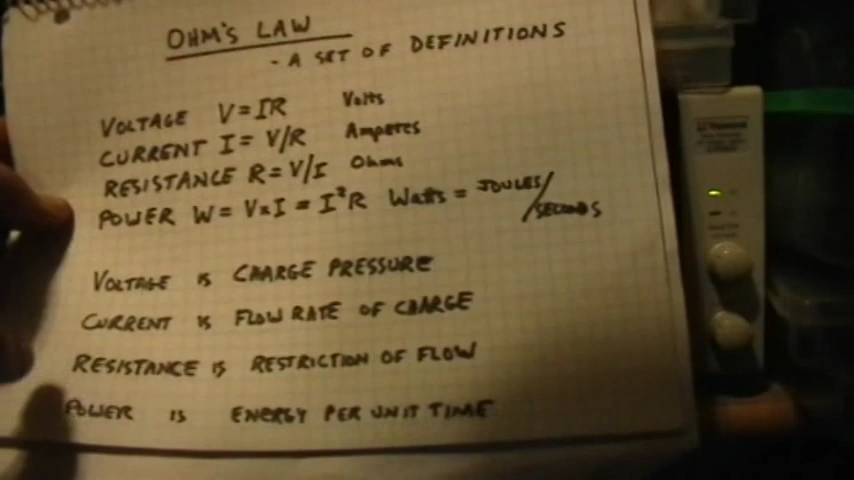 OHM'S LAW
- A SET OF DEFINITIONS
VOLTAGE V=IR Volts
CURRENT I = V/R Amperes
RESISTANCE R = V/I Ohms
POWER W = V×I = I²R Watts = JOULES/SECONDS
VOLTAGE IS CHARGE PRESSURE
CURRENT IS FLOW RATE OF CHARGE
RESISTANCE IS RESTRICTION OF FLOW
POWER IS ENERGY PER UNIT TIME